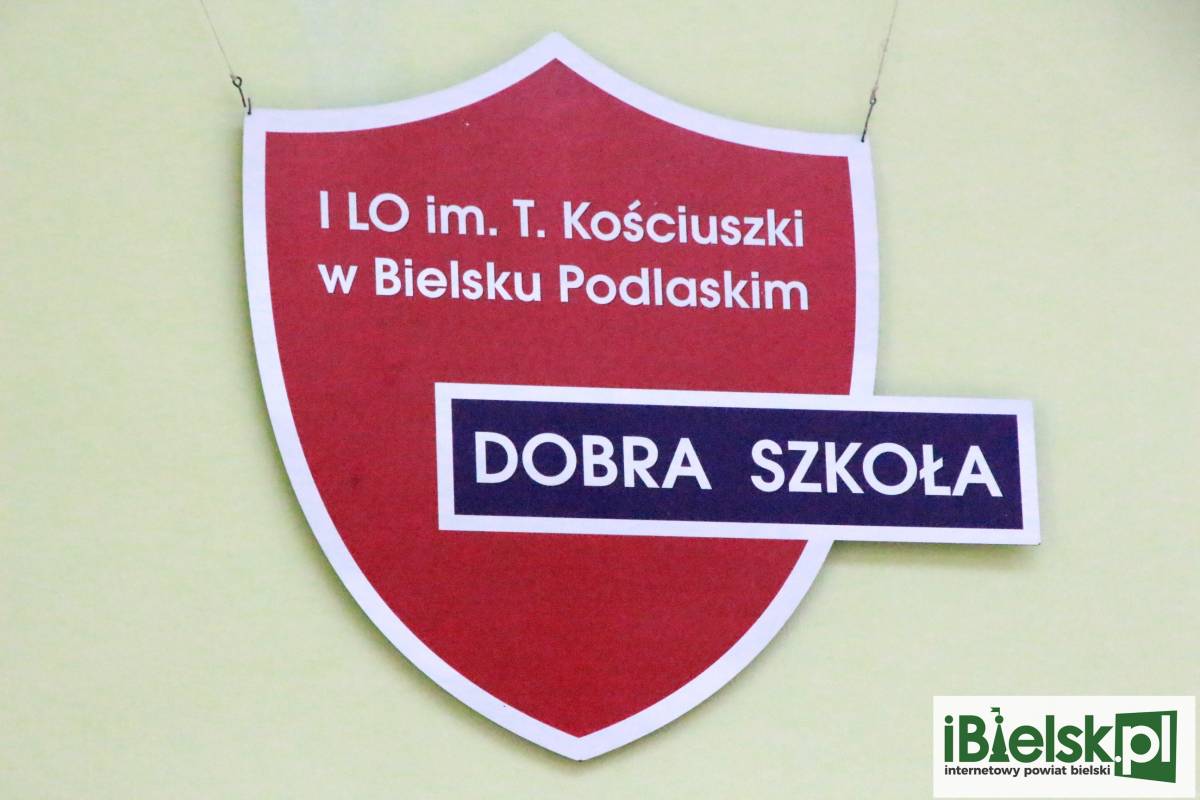 I LO im. T. Kościuszki
w Bielsku Podlaskim
DOBRA SZKOŁA
iBielsk.pl
internetowy powiat bielski